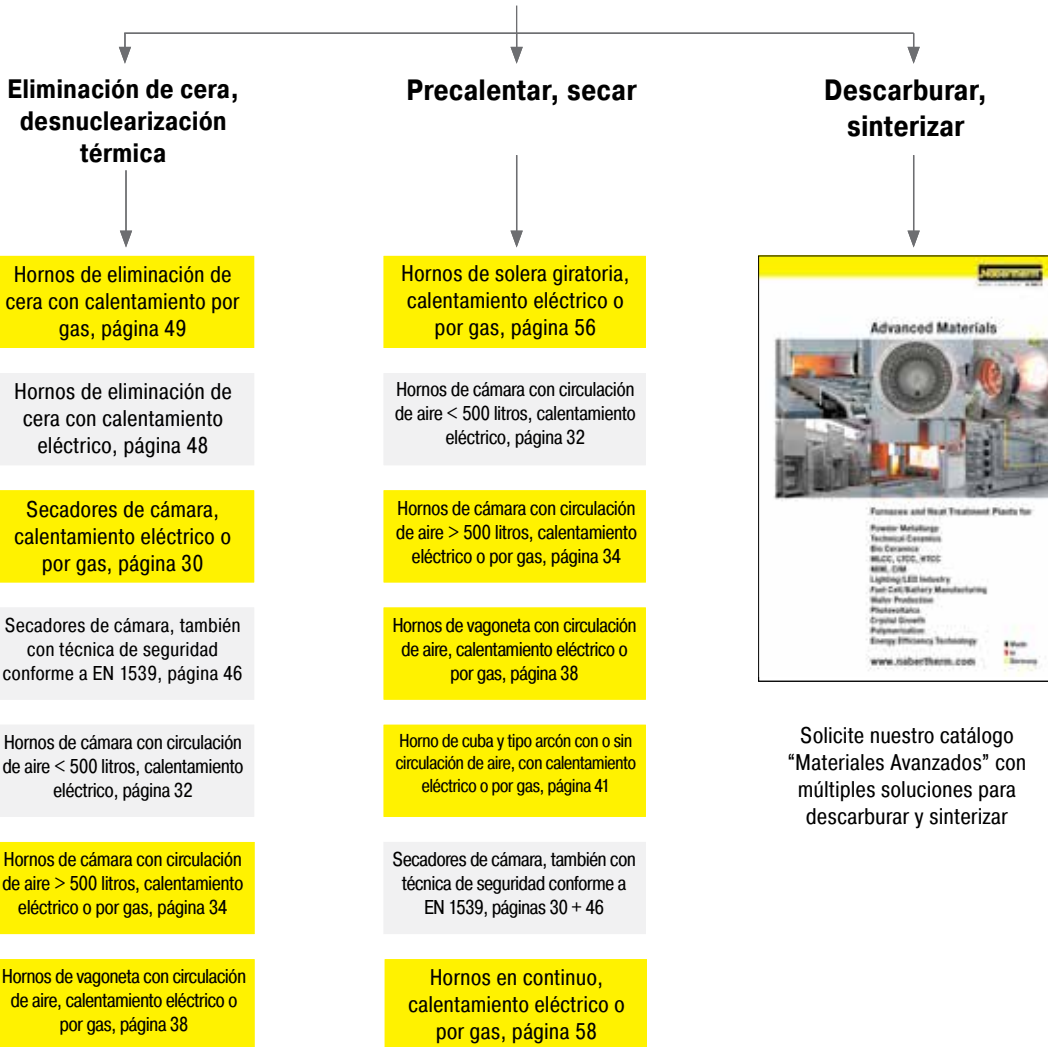 Eliminación de cera,
desnuclearización
térmica
Hornos de eliminación de
cera con calentamiento por
gas, página 49
Hornos de eliminación de
cera con calentamiento
eléctrico, página 48
Secadores de cámara,
calentamiento eléctrico o
por gas, página 30
Secadores de cámara, también
con técnica de seguridad
conforme a EN 1539, página 46
Hornos de cámara con circulación
de aire < 500 litros, calentamiento
eléctrico, página 32
Hornos de cámara con circulación
de aire > 500 litros, calentamiento
eléctrico o por gas, página 34
Hornos de vagoneta con circulación
de aire, calentamiento eléctrico o
por gas, página 38
Precalentar, secar
Hornos de solera giratoria,
calentamiento eléctrico o
por gas, página 56
Hornos de cámara con circulación
de aire < 500 litros, calentamiento
eléctrico, página 32
Hornos de cámara con circulación
de aire > 500 litros, calentamiento
eléctrico o por gas, página 34
Hornos de vagoneta con circulación
de aire, calentamiento eléctrico o
por gas, página 38
Horno de cuba y tipo arcón con o sin
circulación de aire, con calentamiento
eléctrico o por gas, página 41
Secadores de cámara, también con
técnica de seguridad conforme a
EN 1539, páginas 30 + 46
Hornos en continuo,
calentamiento eléctrico o
por gas, página 58
Descarburar,
sinterizar
Nabertherm
Advanced Materials
Furnaces and Heat Treatment Plants for
Powder Metallurgy
Technical Ceramics
Bio Ceramics
MLCC, LTCC, HTCC
MIM, CIM
Lighting/LED Industry
Fuel Cell/Battery Manufacturing
Wafer Production
Photovoltaics
Crystal Growth
Polymerization
Energy Efficiency Technology
www.nabertherm.com
Made
in
Germany
Solicite nuestro catálogo
“Materiales Avanzados” con
múltiples soluciones para
descarburar y sinterizar